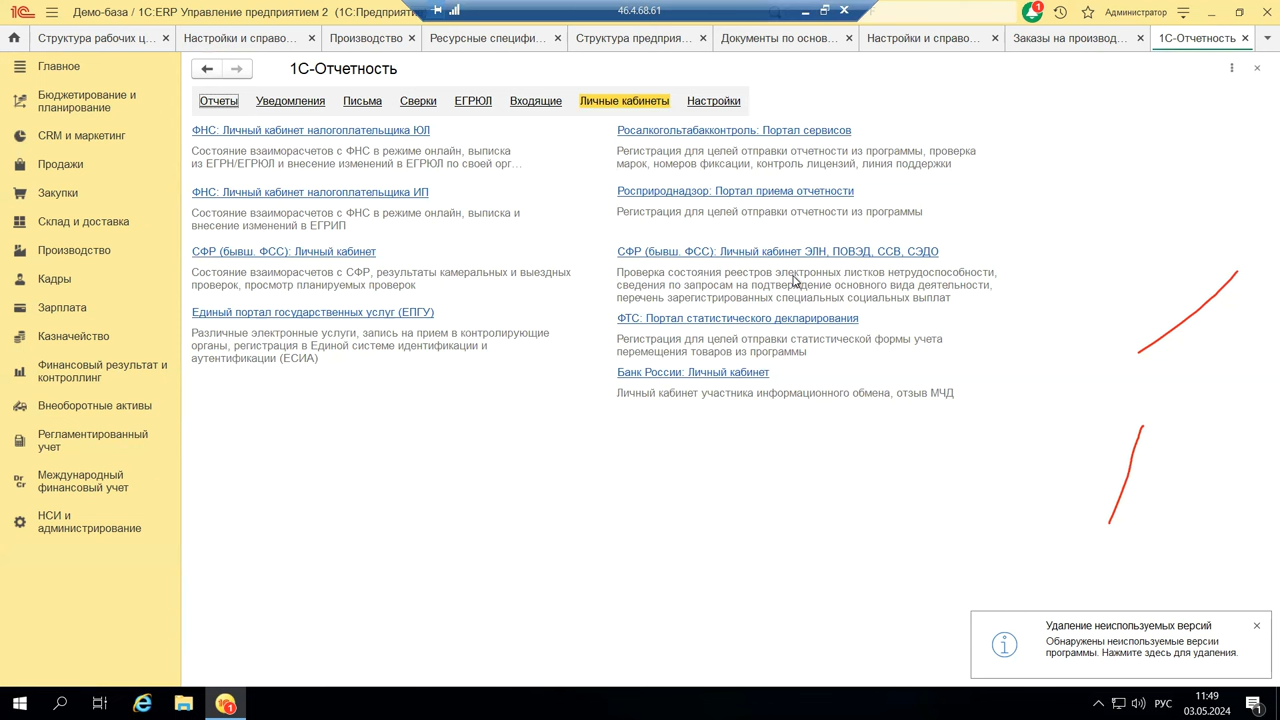 Демо-база / 1С:ERP Управление предприятием 2 (1С:Предприятие
46.4.68.61
1
Администратор
Структура рабочих ц...
Настройки и справо...
Производство
Ресурсные специфи...
Структура предприя...
Документы по основ...
Настройки и справо...
Заказы на производ...
1С-Отчетность
Главное
Бюджетирование и
планирование
CRM и маркетинг
Продажи
Закупки
Склад и доставка
Производство
Кадры
Зарплата
Казначейство
Финансовый результат и
контроллинг
Внеоборотные активы
Регламентированный
учет
Dr
Cr
Международный
финансовый учет
НСИ и
администрирование
1С-Отчетность
Отчеты
Уведомления
Письма
Сверки
ЕГРЮЛ
Входящие
Личные кабинеты
Настройки
ФНС: Личный кабинет налогоплательщика ЮЛ
Состояние взаиморасчетов с ФНС в режиме онлайн, выписка
из ЕГРН/ЕГРЮЛ и внесение изменений в ЕГРЮЛ по своей орг...
ФНС: Личный кабинет налогоплательщика ИП
Состояние взаиморасчетов с ФНС в режиме онлайн, выписка и
внесение изменений в ЕГРИП
СФР (бывш. ФСС): Личный кабинет
Состояние взаиморасчетов с СФР, результаты камеральных и выездных
проверок, просмотр планируемых проверок
Единый портал государственных услуг (ЕПГУ)
Различные электронные услуги, запись на прием в контролирующие
органы, регистрация в Единой системе идентификации и
аутентификации (ЕСИА)
Росалкогольтабакконтроль: Портал сервисов
Регистрация для целей отправки отчетности из программы, проверка
марок, номеров фиксации, контроль лицензий, линия поддержки
Росприроднадзор: Портал приема отчетности
Регистрация для целей отправки отчетности из программы
СФР (бывш. ФСС): Личный кабинет ЭЛН, ПОВЭД, ССВ, СЭДО
Проверка состояния реестров электронных листков нетрудоспособности,
сведения по запросам на подтверждение основного вида деятельности,
перечень зарегистрированных специальных социальных выплат
ФТС: Портал статистического декларирования
Регистрация для целей отправки статистической формы учета
перемещения товаров из программы
Банк России: Личный кабинет
Личный кабинет участника информационного обмена, отзыв МЧД
Удаление неиспользуемых версий
Обнаружены неиспользуемые версии
программы. Нажмите здесь для удаления.
1
РУС
11:49
03.05.2024
1